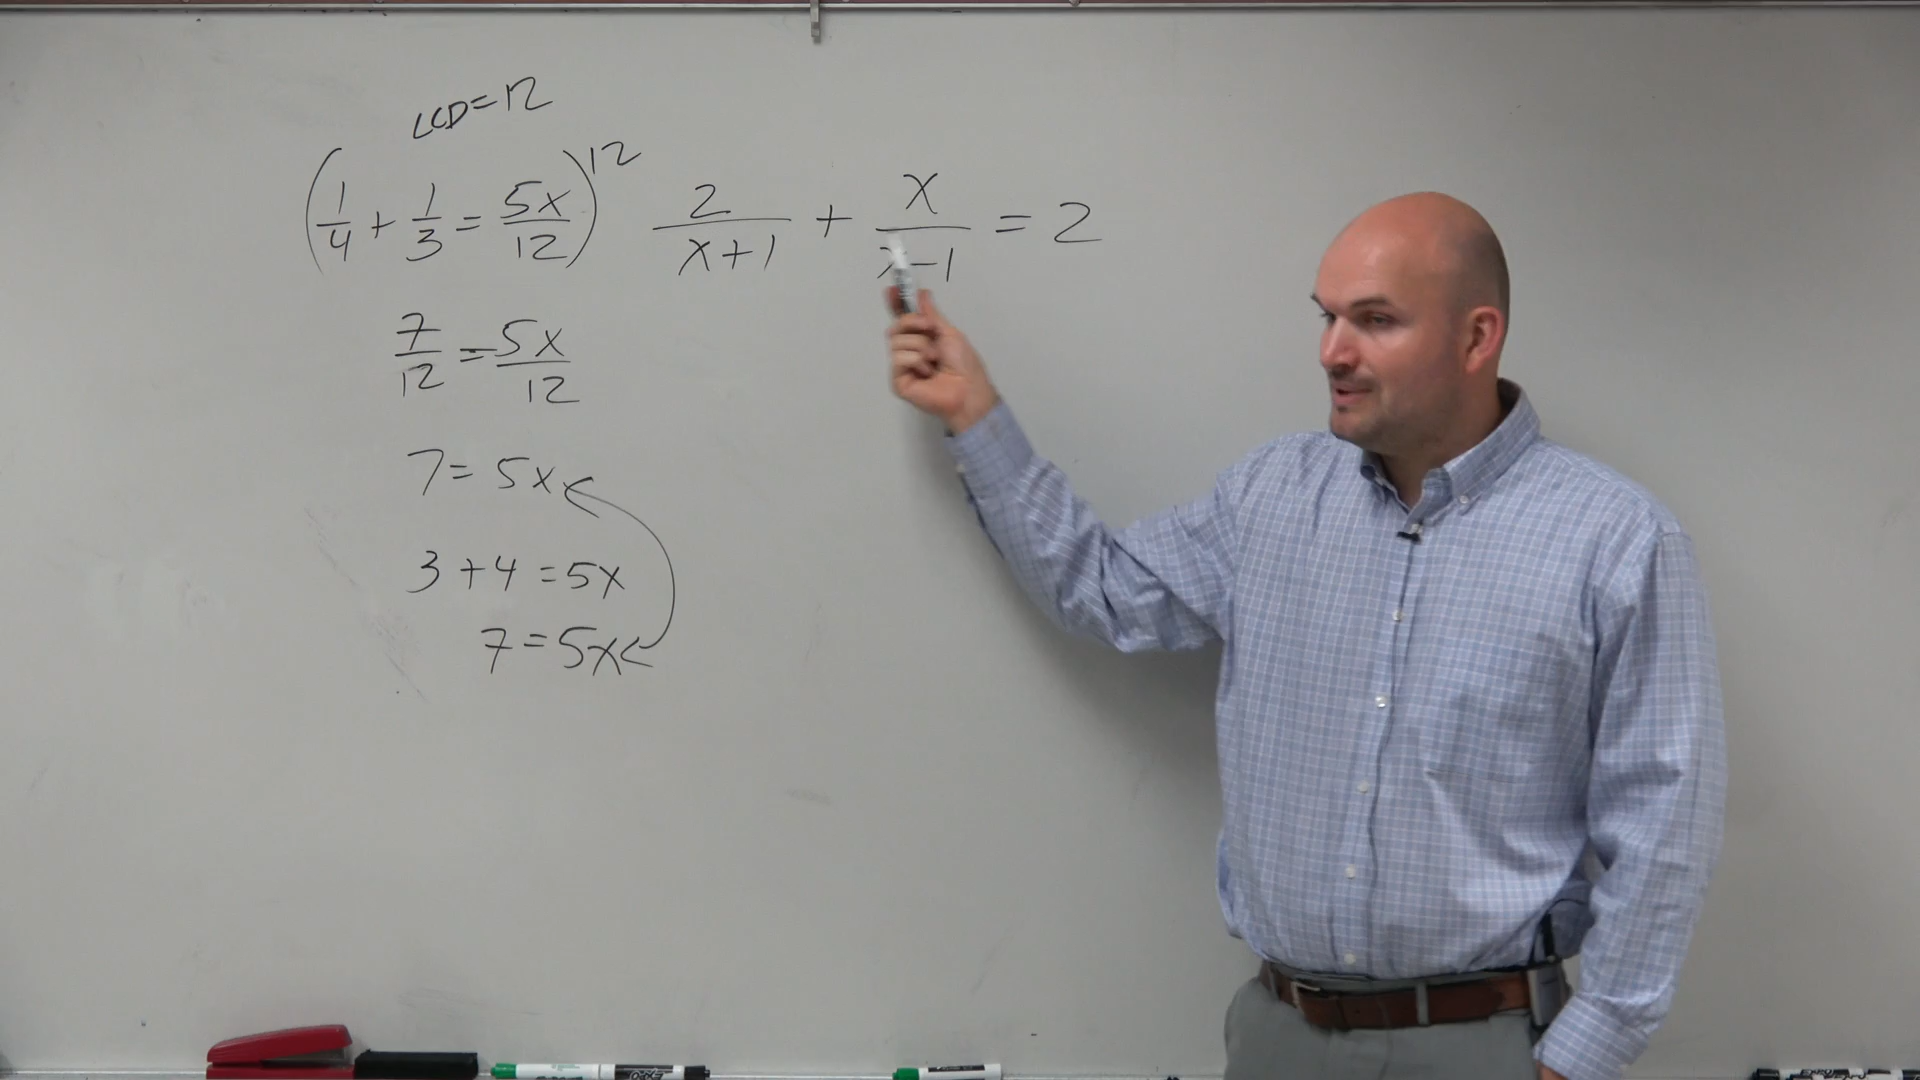 LCD=12
(1/4 + 1/3 = 5x/12)12
2/x+1 + x/x-1 = 2
7/12 = 5x/12
7 = 5x
3+4 = 5x
7 = 5x
EXPO